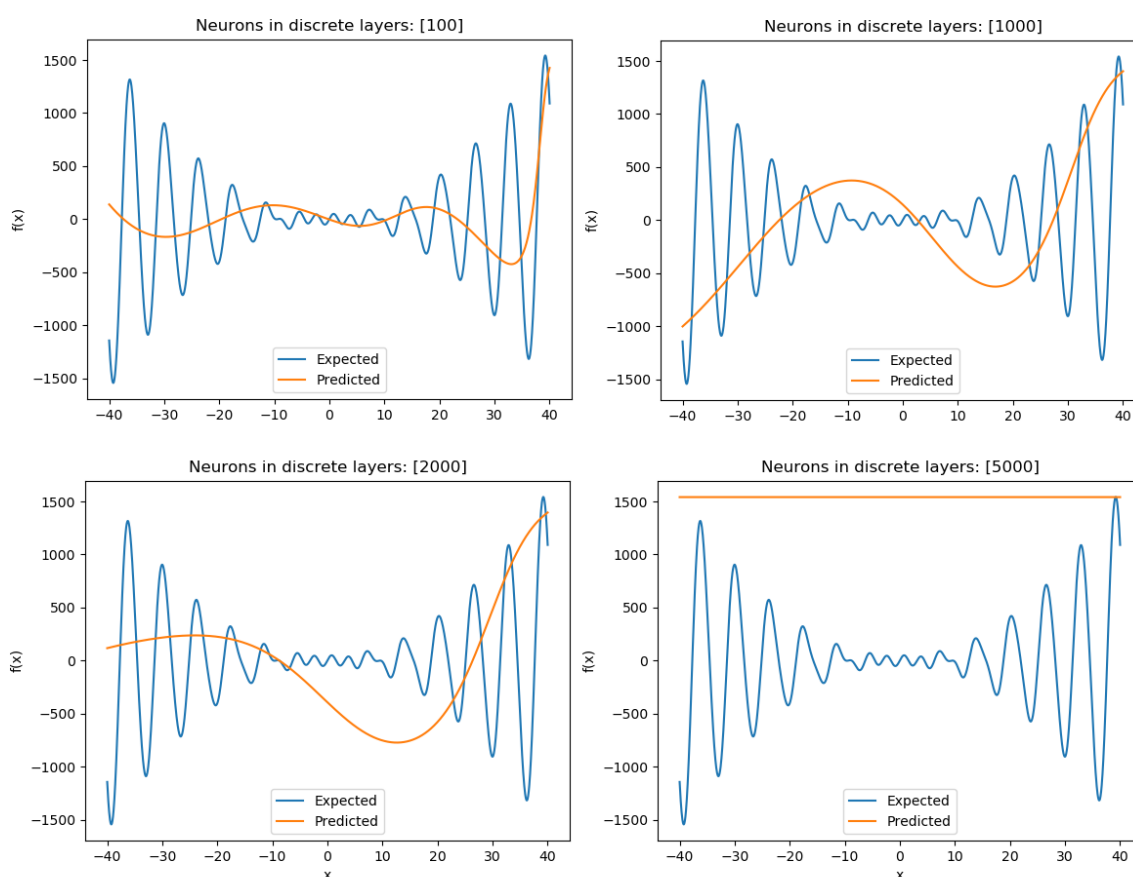 Neurons in discrete layers: [100]
f(x)
1500
1000
500
0
−500
−1000
−1500
−40 −30 −20 −10 0 10 20 30 40
Expected
Predicted
Neurons in discrete layers: [1000]
f(x)
1500
1000
500
0
−500
−1000
−1500
−40 −30 −20 −10 0 10 20 30 40
Expected
Predicted
Neurons in discrete layers: [2000]
f(x)
1500
1000
500
0
−500
−1000
−1500
−40 −30 −20 −10 0 10 20 30 40
x
Expected
Predicted
Neurons in discrete layers: [5000]
f(x)
1500
1000
500
0
−500
−1000
−1500
−40 −30 −20 −10 0 10 20 30 40
x
Expected
Predicted